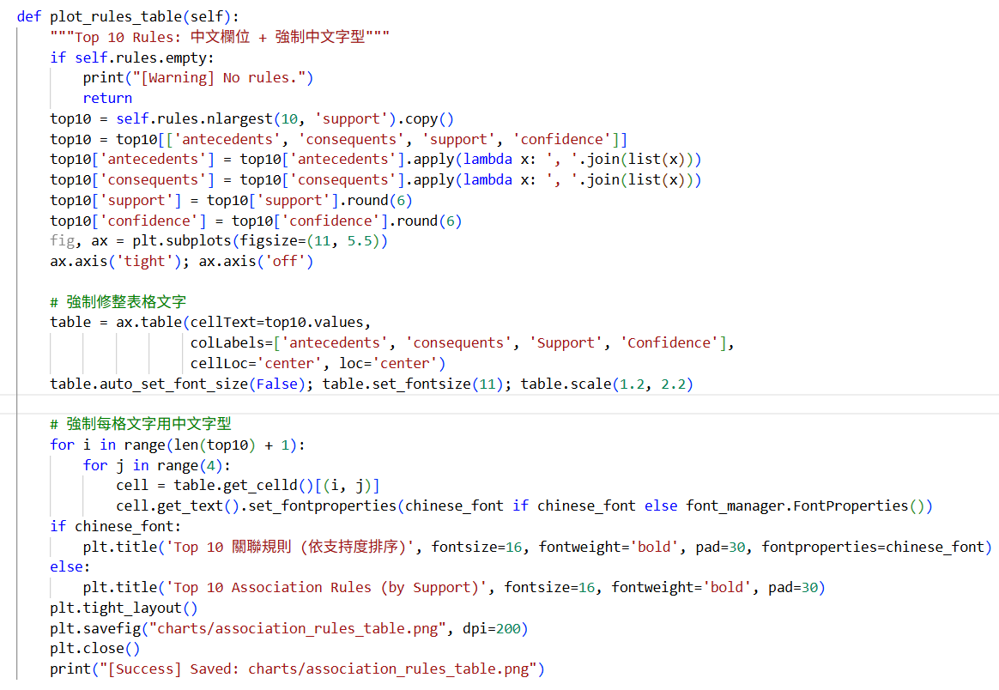 def plot_rules_table(self):
    """Top 10 Rules: 中文欄位 + 強制中文字型"""
    if self.rules.empty:
        print("[Warning] No rules.")
        return
    top10 = self.rules.nlargest(10, 'support').copy()
    top10 = top10[['antecedents', 'consequents', 'support', 'confidence']]
    top10['antecedents'] = top10['antecedents'].apply(lambda x: ', '.join(list(x)))
    top10['consequents'] = top10['consequents'].apply(lambda x: ', '.join(list(x)))
    top10['support'] = top10['support'].round(6)
    top10['confidence'] = top10['confidence'].round(6)
    fig, ax = plt.subplots(figsize=(11, 5.5))
    ax.axis('tight'); ax.axis('off')
    # 強制修整表格文字
    table = ax.table(cellText=top10.values,
                     colLabels=['antecedents', 'consequents', 'Support', 'Confidence'],
                     cellLoc='center', loc='center')
    table.auto_set_font_size(False); table.set_fontsize(11); table.scale(1.2, 2.2)
    # 強制每格文字用中文字型
    for i in range(len(top10) + 1):
        for j in range(4):
            cell = table.get_celld()[(i, j)]
            cell.get_text().set_fontproperties(chinese_font if chinese_font else font_manager.FontProperties())
    if chinese_font:
        plt.title('Top 10 關聯規則 (依支持度排序)', fontsize=16, fontweight='bold', pad=30, fontproperties=chinese_font)
    else:
        plt.title('Top 10 Association Rules (by Support)', fontsize=16, fontweight='bold', pad=30)
    plt.tight_layout()
    plt.savefig("charts/association_rules_table.png", dpi=200)
    plt.close()
    print("[Success] Saved: charts/association_rules_table.png")